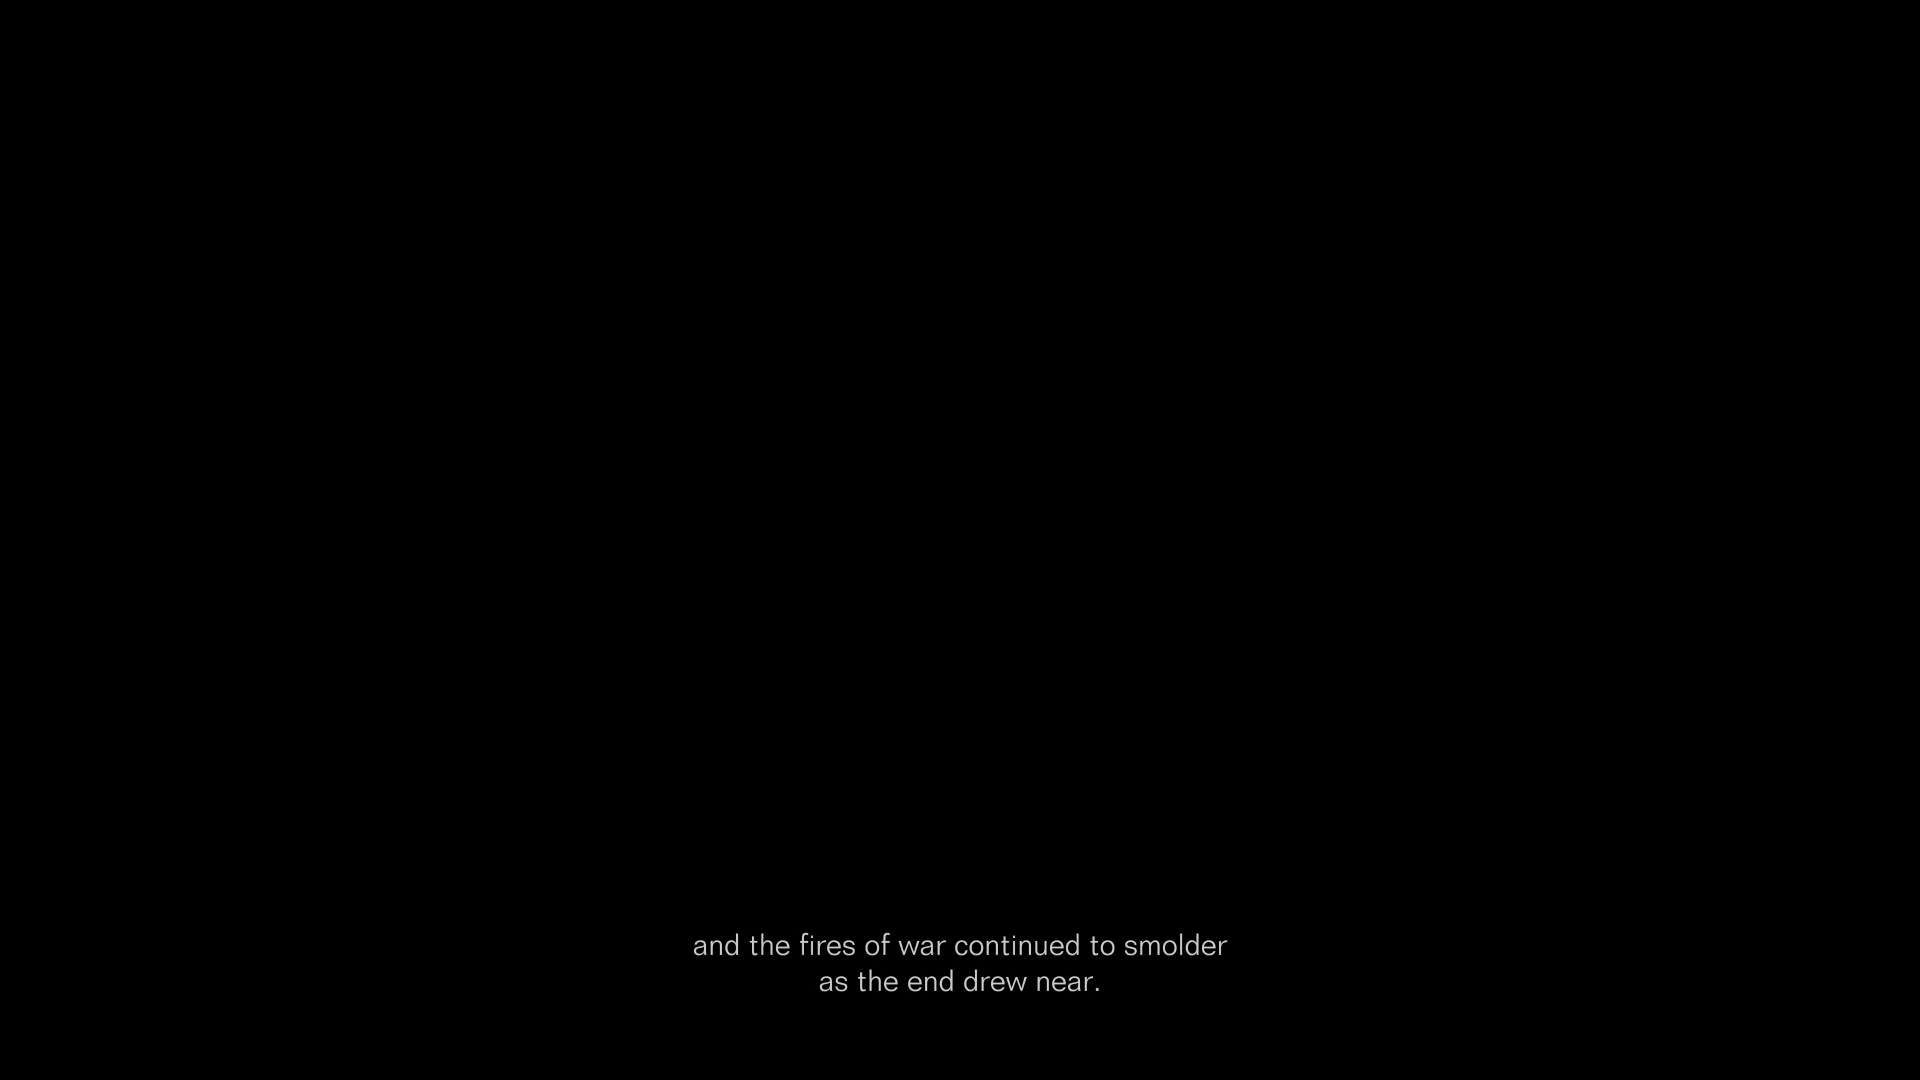 and the fires of war continued to smolder
as the end drew near.